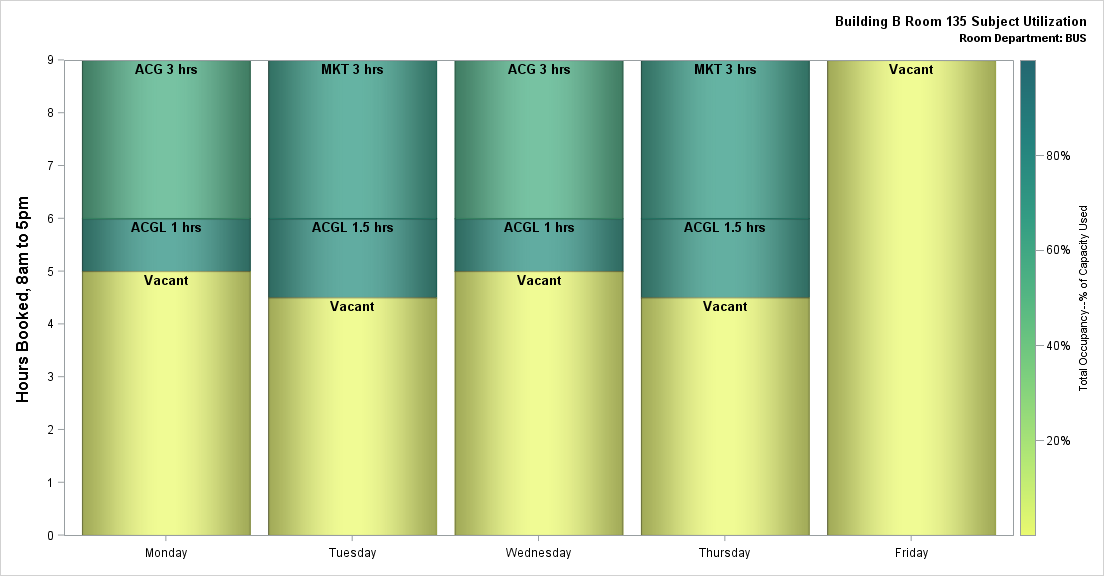 Building B Room 135 Subject Utilization
Room Department: BUS
Hours Booked, 8am to 5pm
9
8
7
6
5
4
3
2
1
0
ACG 3 hrs
ACGL 1 hrs
Vacant
MKT 3 hrs
ACGL 1.5 hrs
Vacant
ACG 3 hrs
ACGL 1 hrs
Vacant
MKT 3 hrs
ACGL 1.5 hrs
Vacant
Vacant
Monday
Tuesday
Wednesday
Thursday
Friday
80%
60%
40%
20%
Total Occupancy--% of Capacity Used